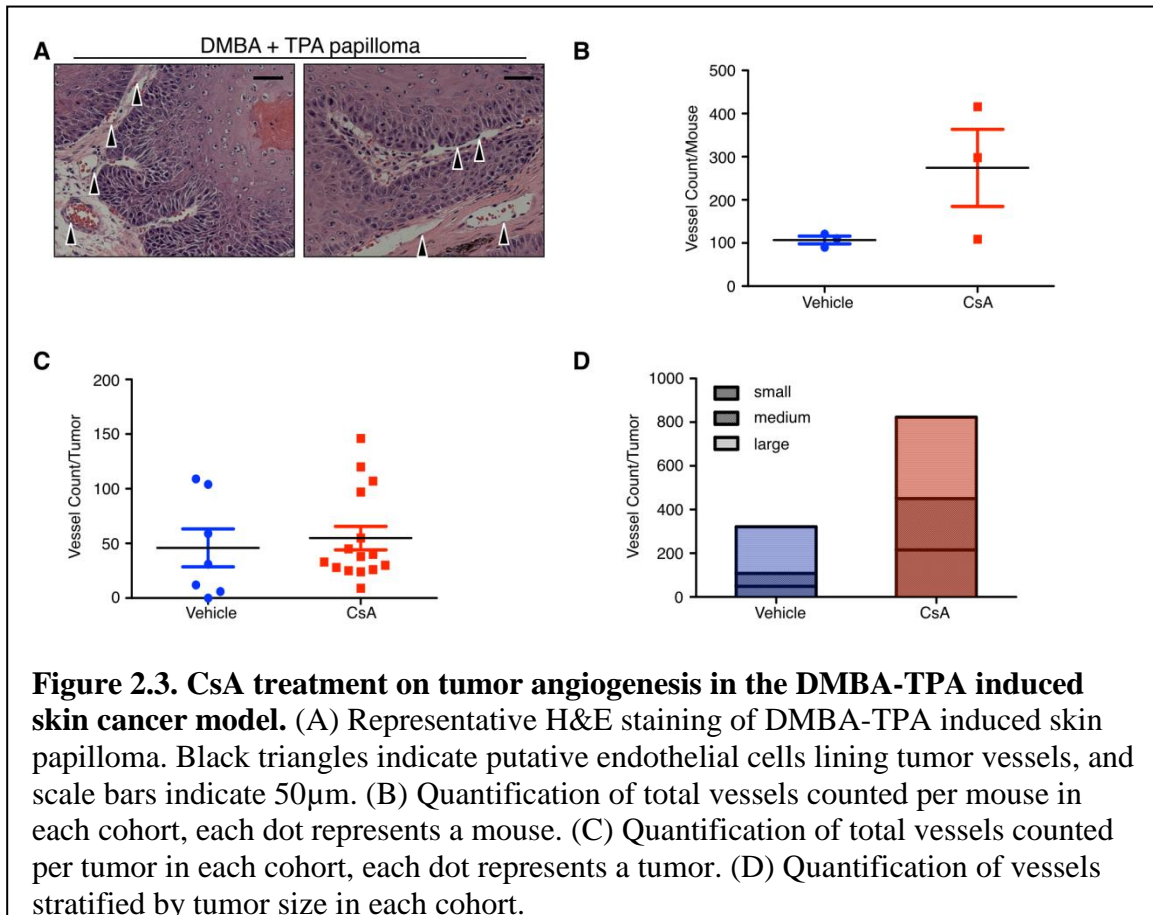 A
DMBA + TPA papilloma
B
500
400
300
200
100
0
Vessel Count/Mouse
Vehicle
CsA
C
200
150
100
50
0
Vessel Count/Tumor
Vehicle
CsA
D
1000
800
600
400
200
0
Vessel Count/Tumor
small
medium
large
Vehicle
CsA
Figure 2.3. CsA treatment on tumor angiogenesis in the DMBA-TPA induced
skin cancer model. (A) Representative H&E staining of DMBA-TPA induced skin
papilloma. Black triangles indicate putative endothelial cells lining tumor vessels, and
scale bars indicate 50µm. (B) Quantification of total vessels counted per mouse in
each cohort, each dot represents a mouse. (C) Quantification of total vessels counted
per tumor in each cohort, each dot represents a tumor. (D) Quantification of vessels
stratified by tumor size in each cohort.